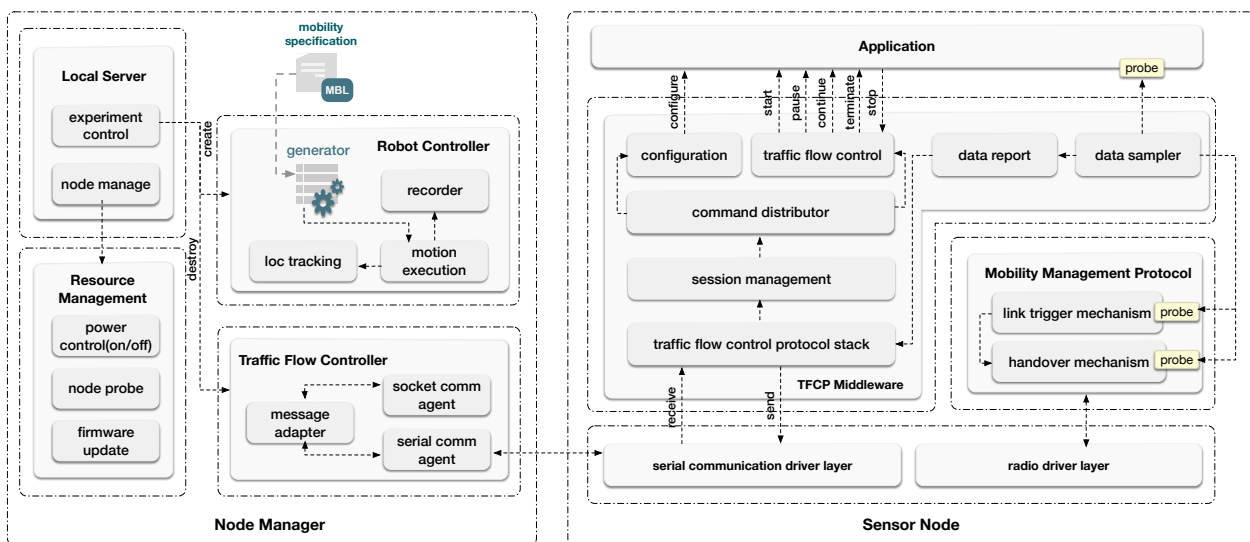 mobility
specification
MBL
Local Server
experiment
control
node manage
create
destroy
generator
Robot Controller
recorder
loc tracking
motion
execution
Resource
Management
power
control(on/off)
node probe
firmware
update
Traffic Flow Controller
message
adapter
socket comm
agent
serial comm
agent
Node Manager
Application
probe
configure
start
pause
continue
terminate
stop
configuration
traffic flow control
data report
data sampler
command distributor
session management
traffic flow control protocol stack
TFCP Middleware
receive
send
Mobility Management Protocol
link trigger mechanism
probe
handover mechanism
probe
serial communication driver layer
radio driver layer
Sensor Node